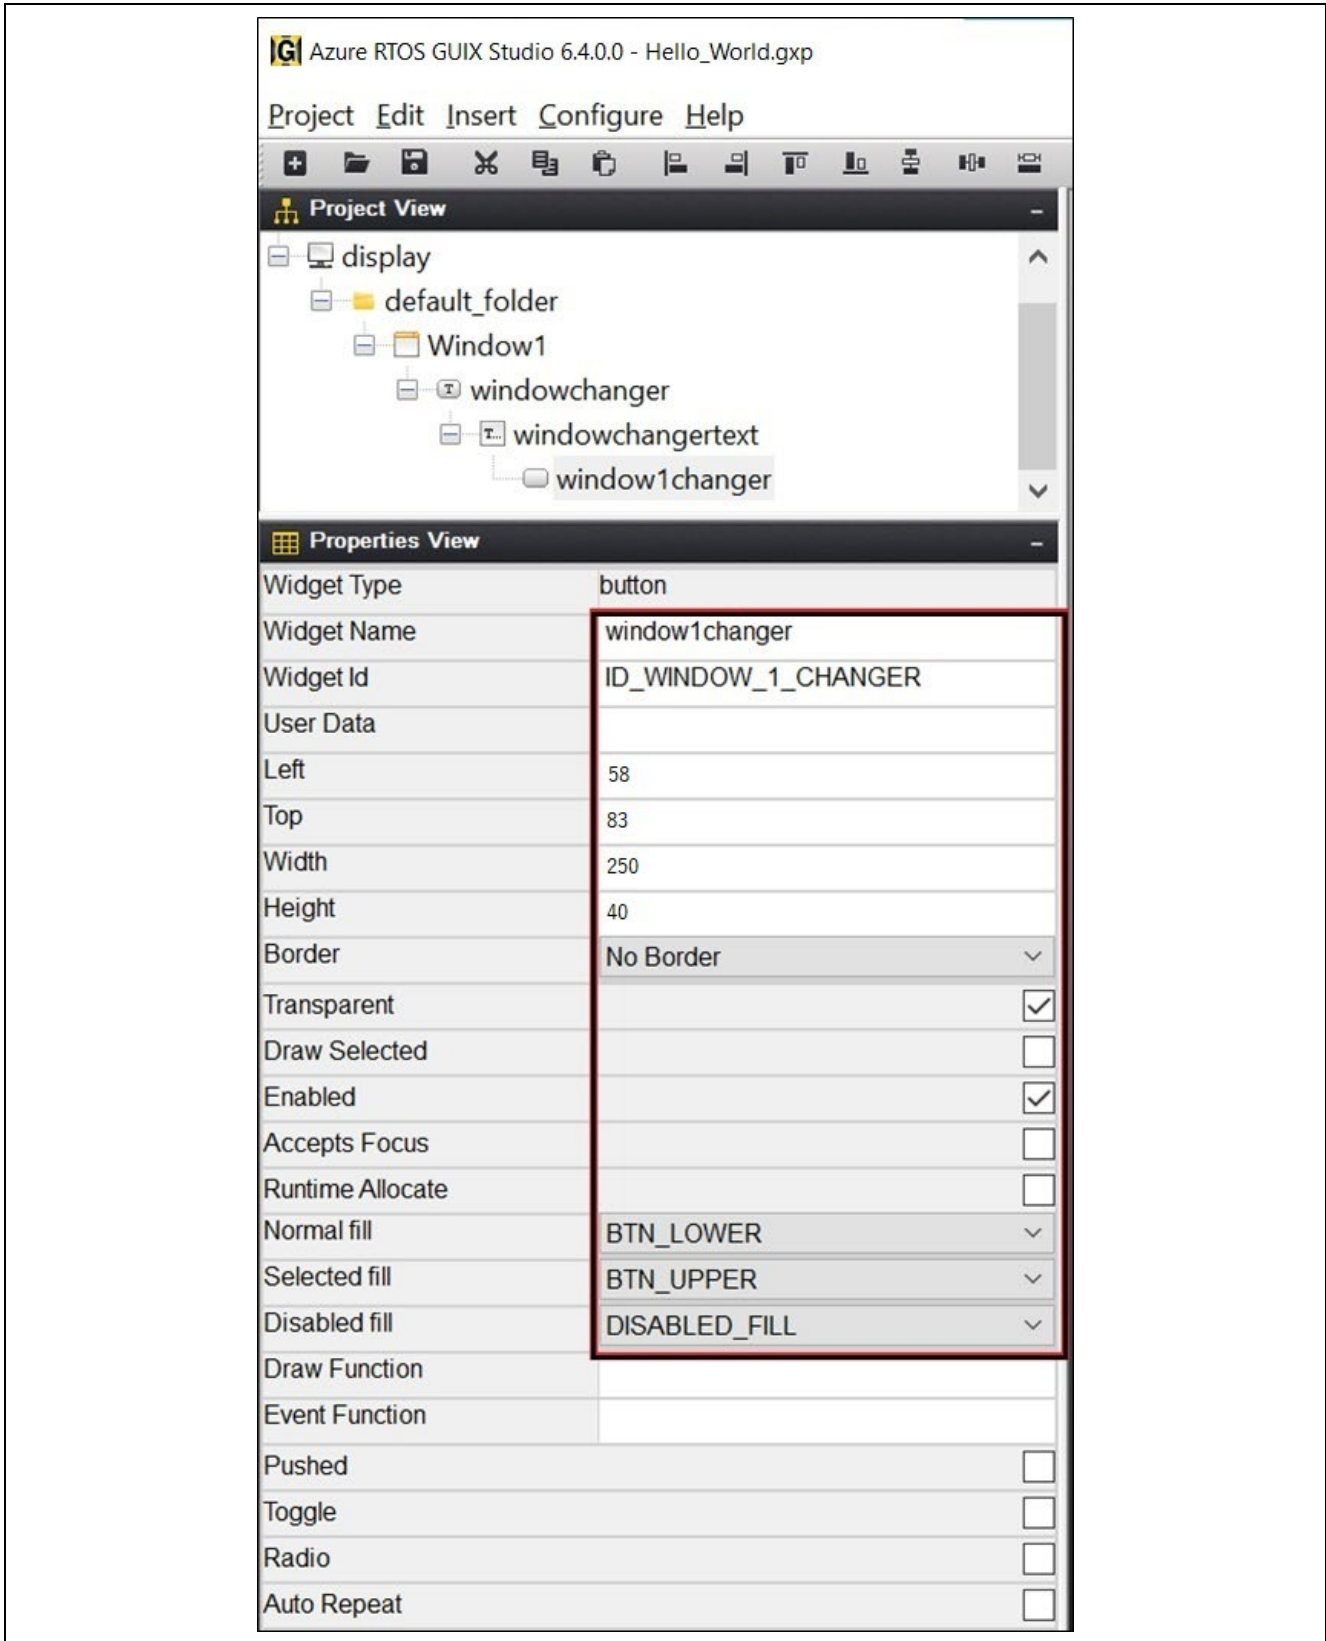 G Azure RTOS GUIX Studio 6.4.0.0 - Hello_World.gxp
Project Edit Insert Configure Help
Project View
display
default_folder
Window1
T windowchanger
T... windowchangertext
window1changer
Properties View
Widget Type button
Widget Name window1changer
Widget Id ID_WINDOW_1_CHANGER
User Data
Left 58
Top 83
Width 250
Height 40
Border No Border
Transparent
Draw Selected
Enabled
Accepts Focus
Runtime Allocate
Normal fill BTN_LOWER
Selected fill BTN_UPPER
Disabled fill DISABLED_FILL
Draw Function
Event Function
Pushed
Toggle
Radio
Auto Repeat